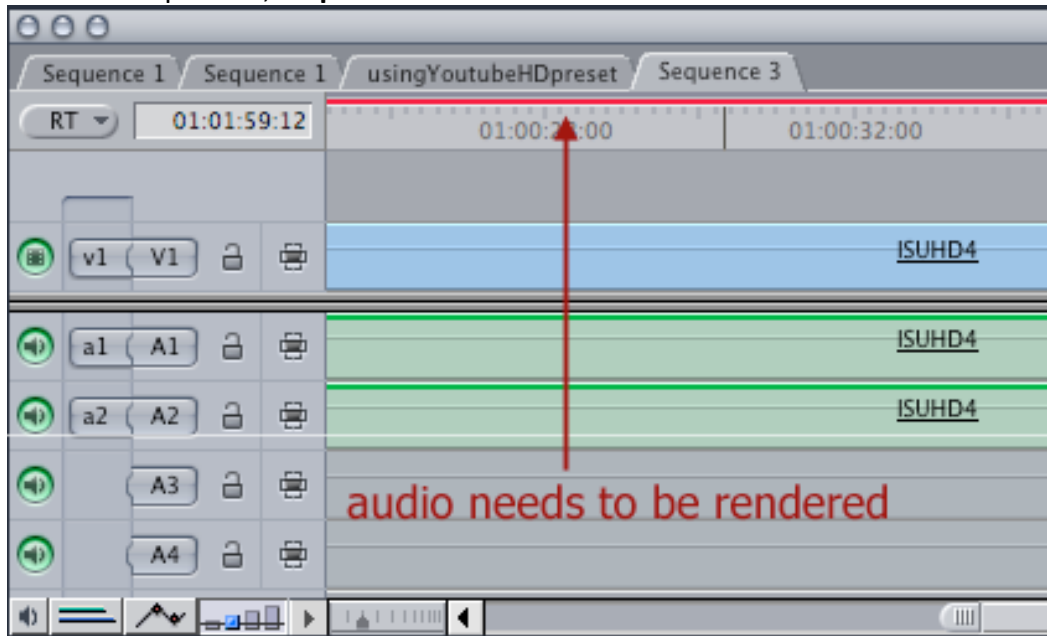 Sequence 1 Sequence 1 usingYoutubeHDpreset Sequence 3
RT 01:01:59:12 01:00:32:00
v1 V1 ISUHD4
a1 A1 ISUHD4
a2 A2 ISUHD4
A3
audio needs to be rendered
A4